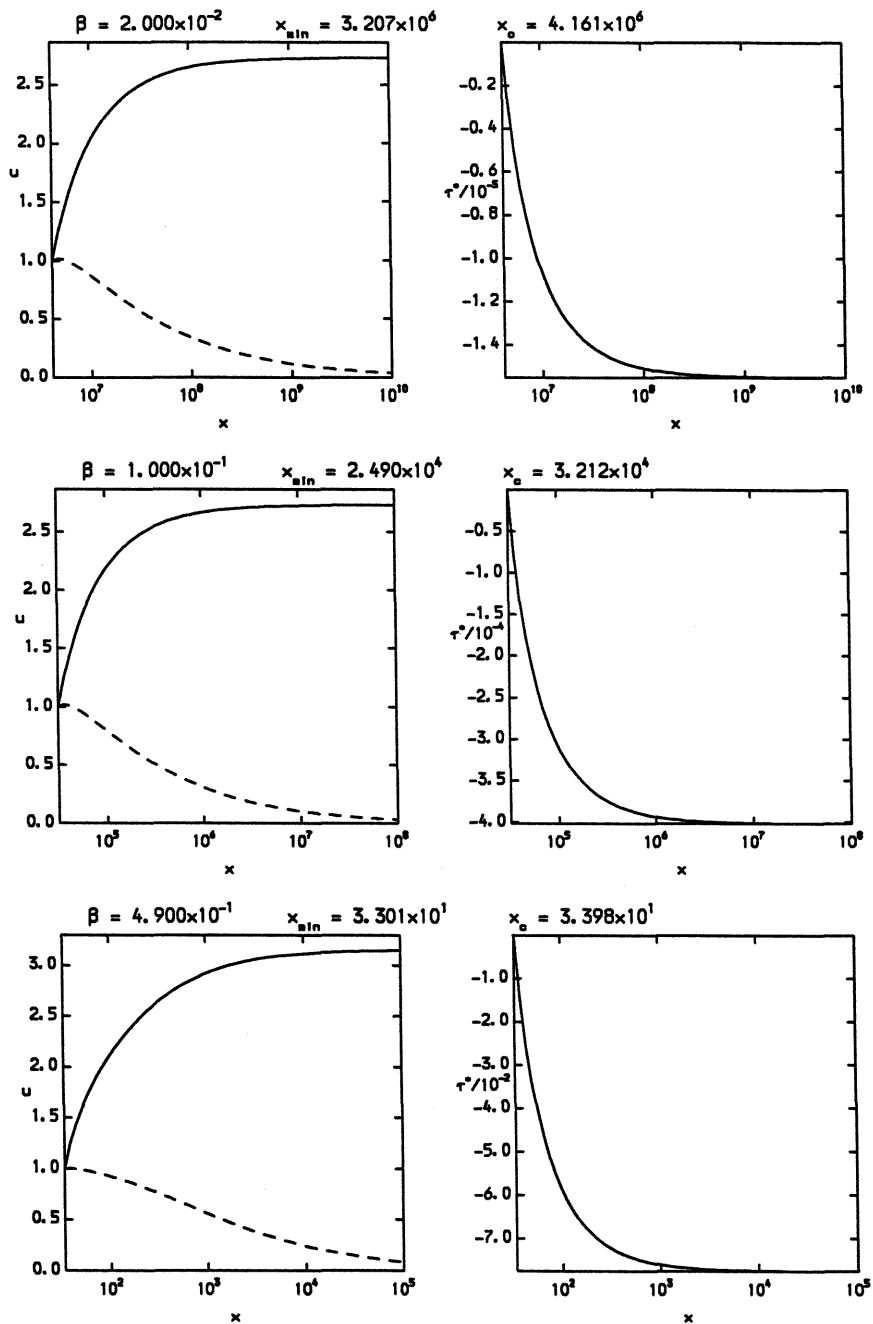 β = 2.000×10⁻² x_min = 3.207×10⁶ x_c = 4.161×10⁶
2.5
2.0
u
1.5
1.0
0.5
0.0
10⁷ 10⁸ 10⁹ 10¹⁰
x
-0.2
-0.4
-0.6
τ°/10⁻⁵
-0.8
-1.0
-1.2
-1.4
10⁷ 10⁸ 10⁹ 10¹⁰
x
β = 1.000×10⁻¹ x_min = 2.490×10⁴ x_c = 3.212×10⁴
2.5
2.0
u
1.5
1.0
0.5
0.0
10⁵ 10⁶ 10⁷ 10⁸
x
-0.5
-1.0
-1.5
τ°/10⁻⁴
-2.0
-2.5
-3.0
-3.5
-4.0
10⁵ 10⁶ 10⁷ 10⁸
x
β = 4.900×10⁻¹ x_min = 3.301×10¹ x_c = 3.398×10¹
3.0
2.5
2.0
u
1.5
1.0
0.5
0.0
10² 10³ 10⁴ 10⁵
x
-1.0
-2.0
-3.0
τ°/10⁻²
-4.0
-5.0
-6.0
-7.0
10² 10³ 10⁴ 10⁵
x